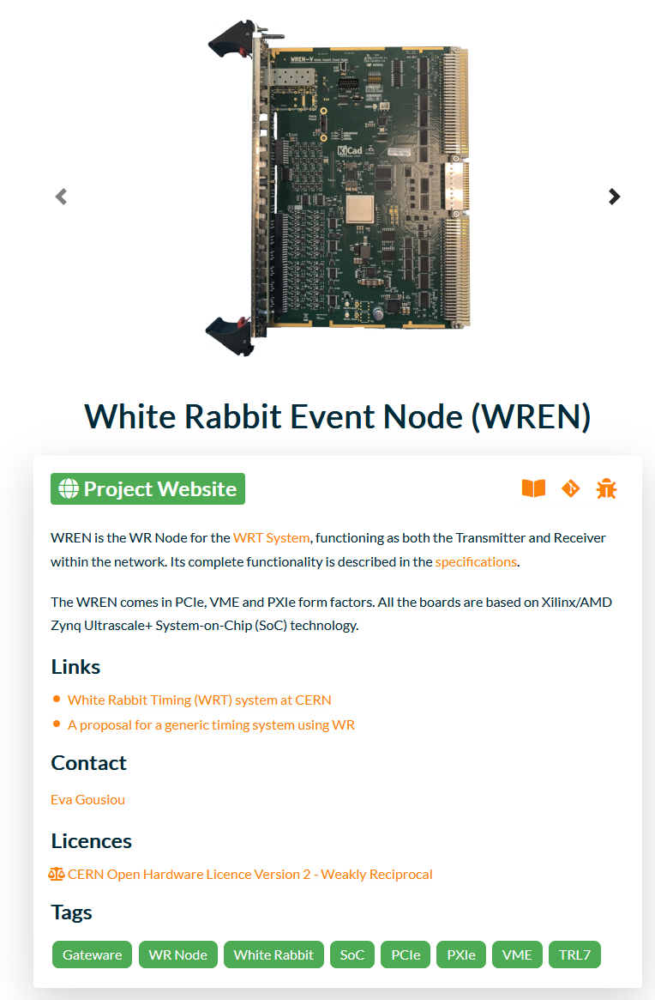 WREN-V White Rabbit Event Node
KiCad
White Rabbit Event Node (WREN)
Project Website
WREN is the WR Node for the WRT System, functioning as both the Transmitter and Receiver
within the network. Its complete functionality is described in the specifications.
The WREN comes in PCIe, VME and PXIe form factors. All the boards are based on Xilinx/AMD
Zynq Ultrascale+ System-on-Chip (SoC) technology.
Links
White Rabbit Timing (WRT) system at CERN
A proposal for a generic timing system using WR
Contact
Eva Gousiou
Licences
CERN Open Hardware Licence Version 2 - Weakly Reciprocal
Tags
Gateware WR Node White Rabbit SoC PCIe PXIe VME TRL7